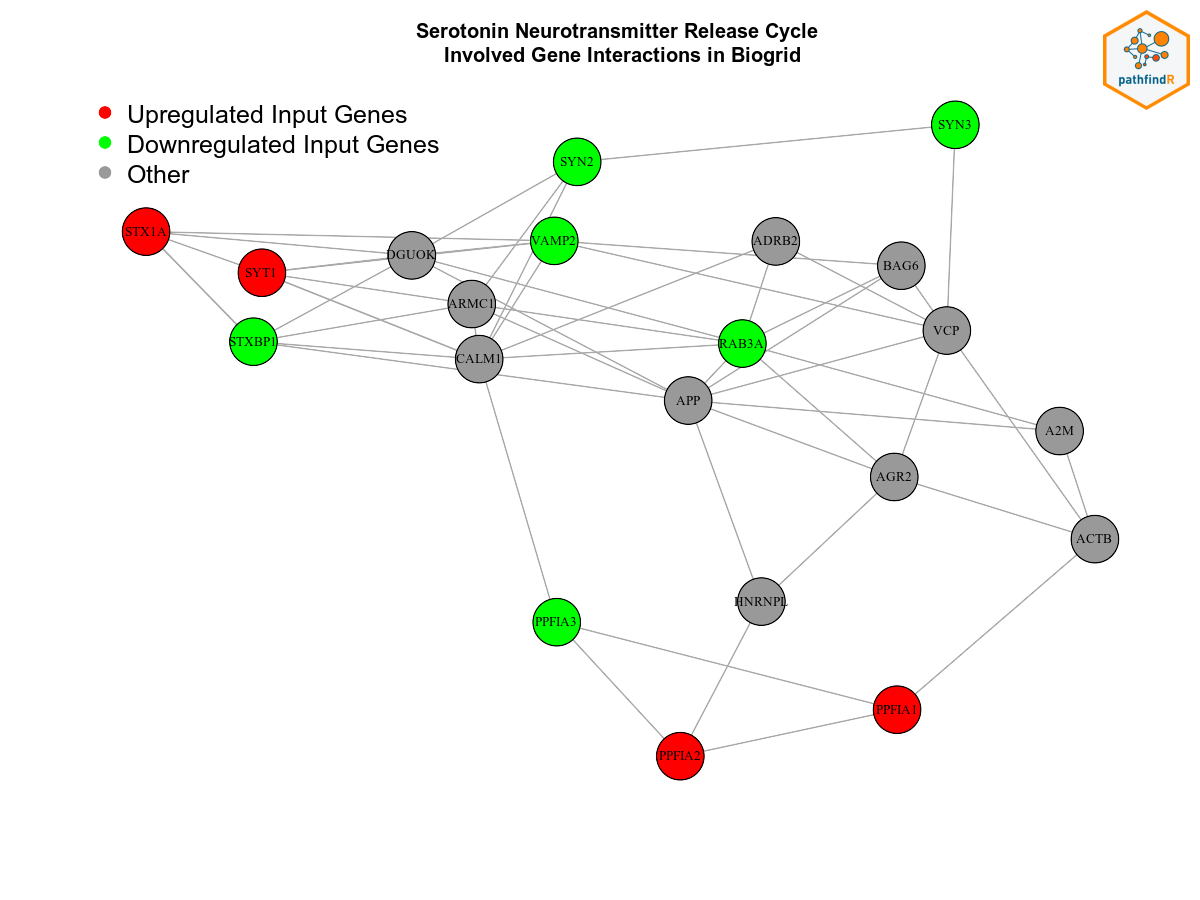 Serotonin Neurotransmitter Release Cycle
Involved Gene Interactions in Biogrid
pathfindR
Upregulated Input Genes
Downregulated Input Genes
Other
SYN3
SYN2
STX1A
VAMP2
ADRB2
DGUOK
BAG6
SYT1
ARMC1
VCP
STXBP1
RAB3A
CALM1
APP
A2M
AGR2
ACTB
HNRNPL
PPFIA3
PPFIA1
PPFIA2